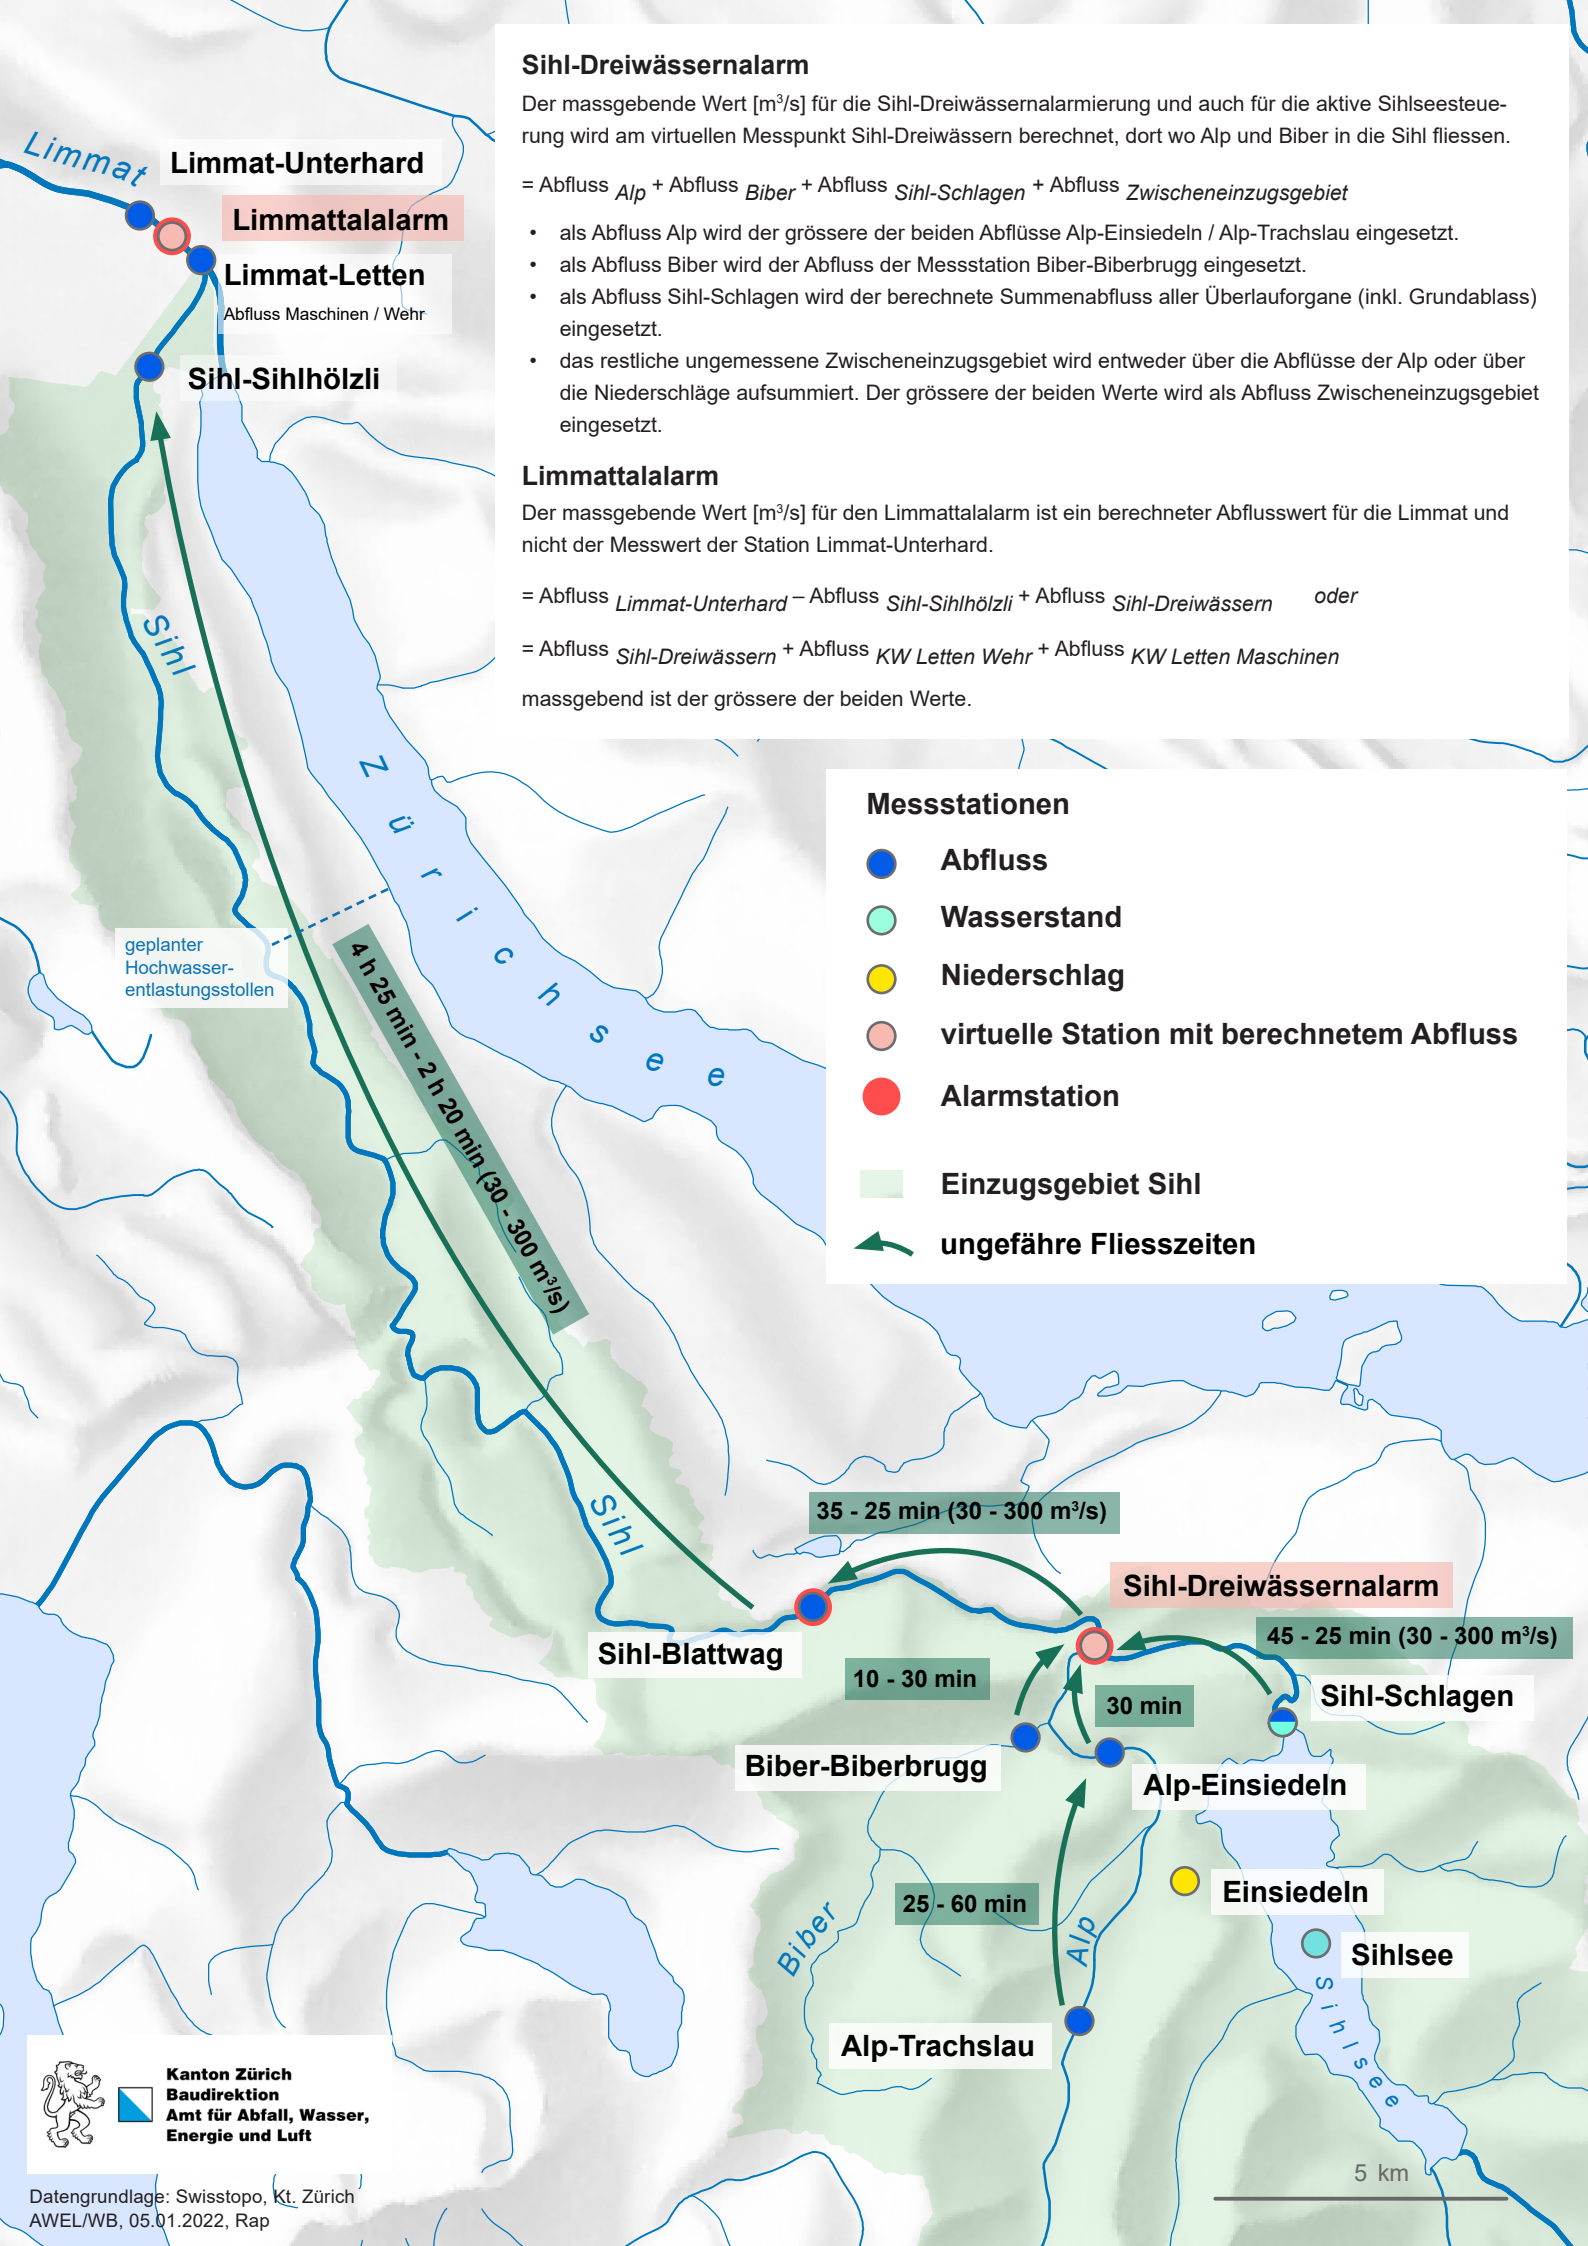 Sihl-Dreiwässernalarm
Der massgebende Wert [m³/s] für die Sihl-Dreiwässernalarmierung und auch für die aktive Sihlseesteue-
rung wird am virtuellen Messpunkt Sihl-Dreiwässern berechnet, dort wo Alp und Biber in die Sihl fliessen.
= Abfluss Alp + Abfluss Biber + Abfluss Sihl-Schlagen + Abfluss Zwischeneinzugsgebiet
• als Abfluss Alp wird der grössere der beiden Abflüsse Alp-Einsiedeln / Alp-Trachslau eingesetzt.
• als Abfluss Biber wird der Abfluss der Messstation Biber-Biberbrugg eingesetzt.
• als Abfluss Sihl-Schlagen wird der berechnete Summenabfluss aller Überlauforgane (inkl. Grundablass)
eingesetzt.
• das restliche ungemessene Zwischeneinzugsgebiet wird entweder über die Abflüsse der Alp oder über
die Niederschläge aufsummiert. Der grössere der beiden Werte wird als Abfluss Zwischeneinzugsgebiet
eingesetzt.
Limmattalalarm
Der massgebende Wert [m³/s] für den Limmattalalarm ist ein berechneter Abflusswert für die Limmat und
nicht der Messwert der Station Limmat-Unterhard.
= Abfluss Limmat-Unterhard – Abfluss Sihl-Sihlhölzli + Abfluss Sihl-Dreiwässern oder
= Abfluss Sihl-Dreiwässern + Abfluss KW Letten Wehr + Abfluss KW Letten Maschinen
massgebend ist der grössere der beiden Werte.
Limmat
Limmat-Unterhard
Limmattalalarm
Limmat-Letten
Abfluss Maschinen / Wehr
Sihl-Sihlhölzli
Sihl
Zürichsee
geplanter
Hochwasser-
entlastungsstollen
4 h 25 min - 2 h 20 min (30 - 300 m³/s)
Messstationen
Abfluss
Wasserstand
Niederschlag
virtuelle Station mit berechnetem Abfluss
Alarmstation
Einzugsgebiet Sihl
ungefähre Fliesszeiten
Sihl
35 - 25 min (30 - 300 m³/s)
Sihl-Dreiwässernalarm
45 - 25 min (30 - 300 m³/s)
Sihl-Blattwag
10 - 30 min
30 min
Sihl-Schlagen
Biber-Biberbrugg
Alp-Einsiedeln
25 - 60 min
Einsiedeln
Biber
Alp
Sihlsee
Sihlsee
Alp-Trachslau
Kanton Zürich
Baudirektion
Amt für Abfall, Wasser,
Energie und Luft
5 km
Datengrundlage: Swisstopo, Kt. Zürich
AWEL/WB, 05.01.2022, Rap